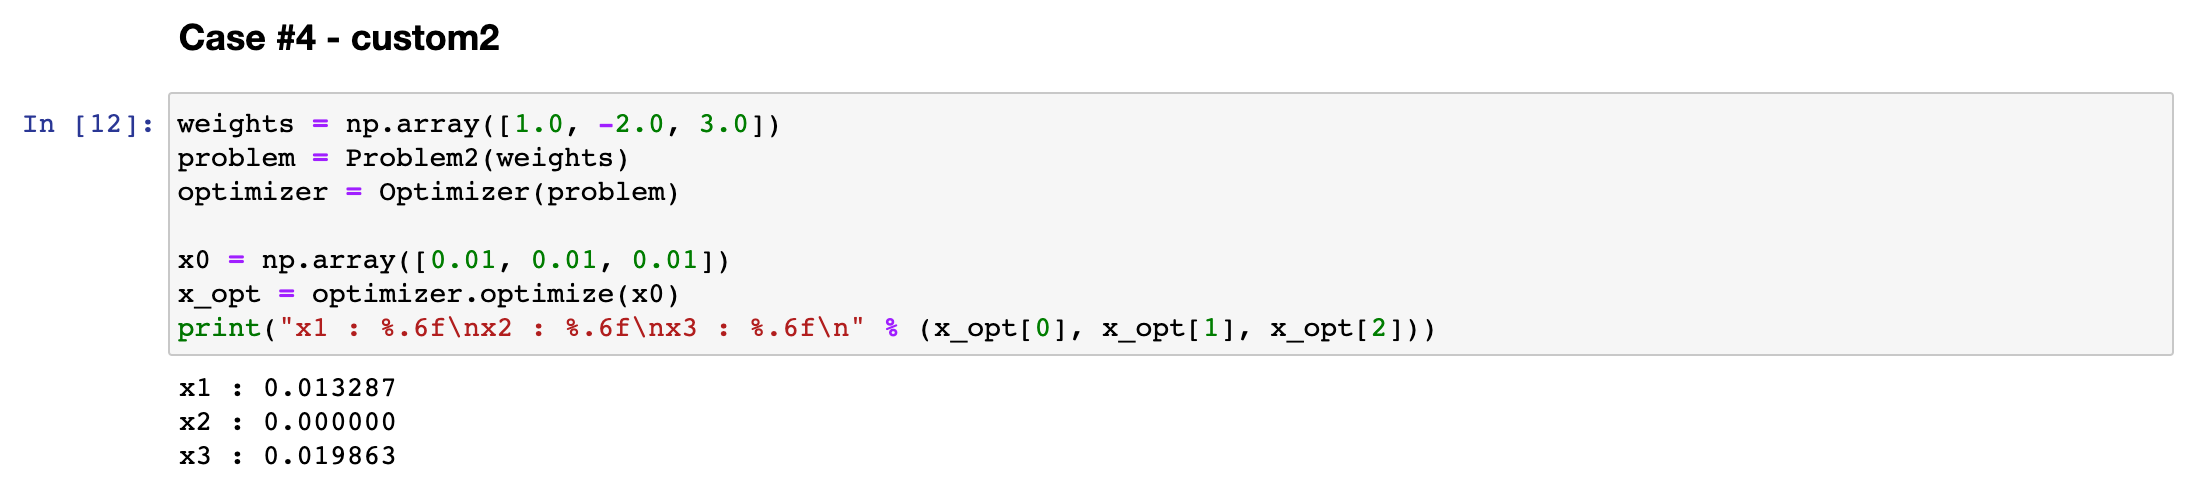 Case #4 - custom2
In [12]: weights = np.array([1.0, -2.0, 3.0])
problem = Problem2(weights)
optimizer = Optimizer(problem)
x0 = np.array([0.01, 0.01, 0.01])
x_opt = optimizer.optimize(x0)
print("x1 : %.6f\nx2 : %.6f\nx3 : %.6f\n" % (x_opt[0], x_opt[1], x_opt[2]))
x1 : 0.013287
x2 : 0.000000
x3 : 0.019863